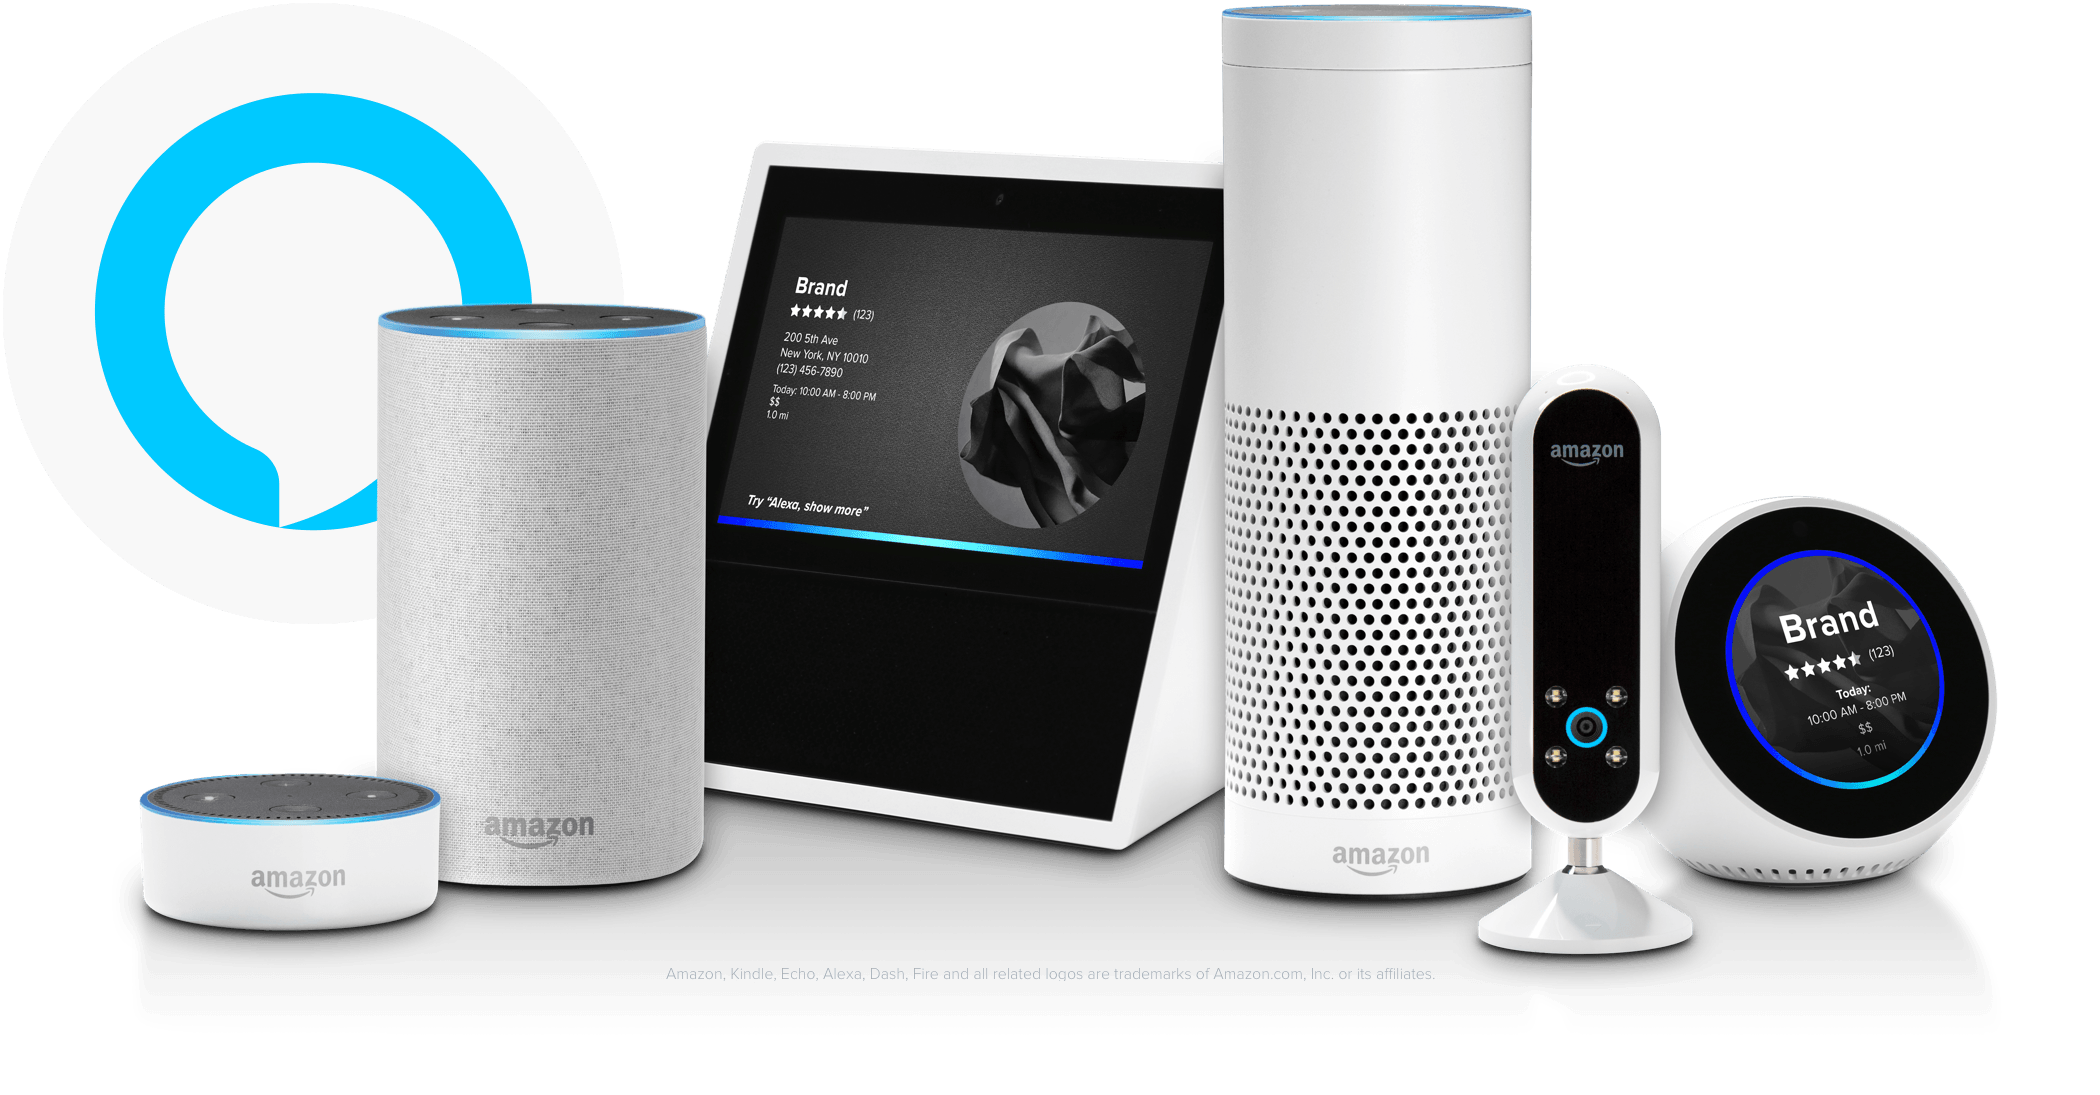 Brand
(123)
200 5th Ave
New York, NY 10010
(123) 456-7890
Today: 10:00 AM - 8:00 PM
$$
1.0 mi
Try “Alexa, show more”
amazon
Brand
(123)
Today:
10:00 AM - 8:00 PM
$$
1.0 mi
amazon
amazon
amazon
Amazon, Kindle, Echo, Alexa, Dash, Fire and all related logos are trademarks of Amazon.com, Inc. or its affiliates.